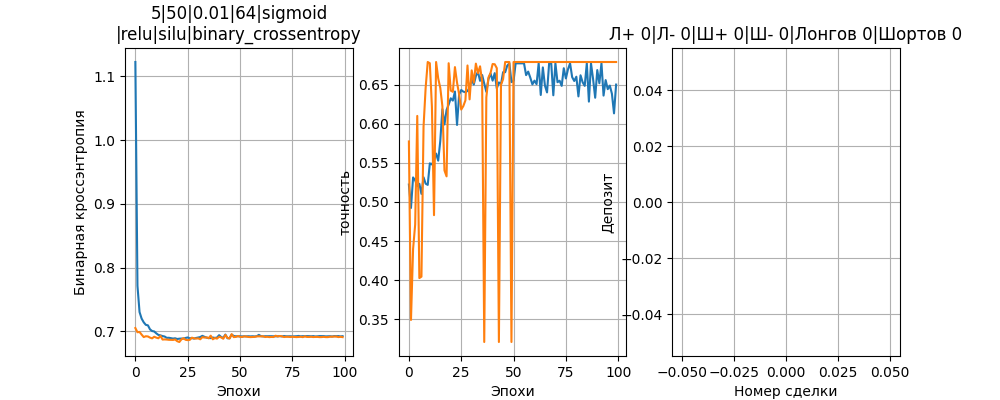 5|50|0.01|64|sigmoid
|relu|silu|binary_crossentropy
Бинарная кроссэнтропия
1.1
1.0
0.9
0.8
0.7
0 25 50 75 100
Эпохи
точность
0.65
0.60
0.55
0.50
0.45
0.40
0.35
0 25 50 75 100
Эпохи
Л+ 0|Л- 0|Ш+ 0|Ш- 0|Лонгов 0|Шортов 0
Депозит
0.04
0.02
0.00
−0.02
−0.04
−0.050 −0.025 0.000 0.025 0.050
Номер сделки